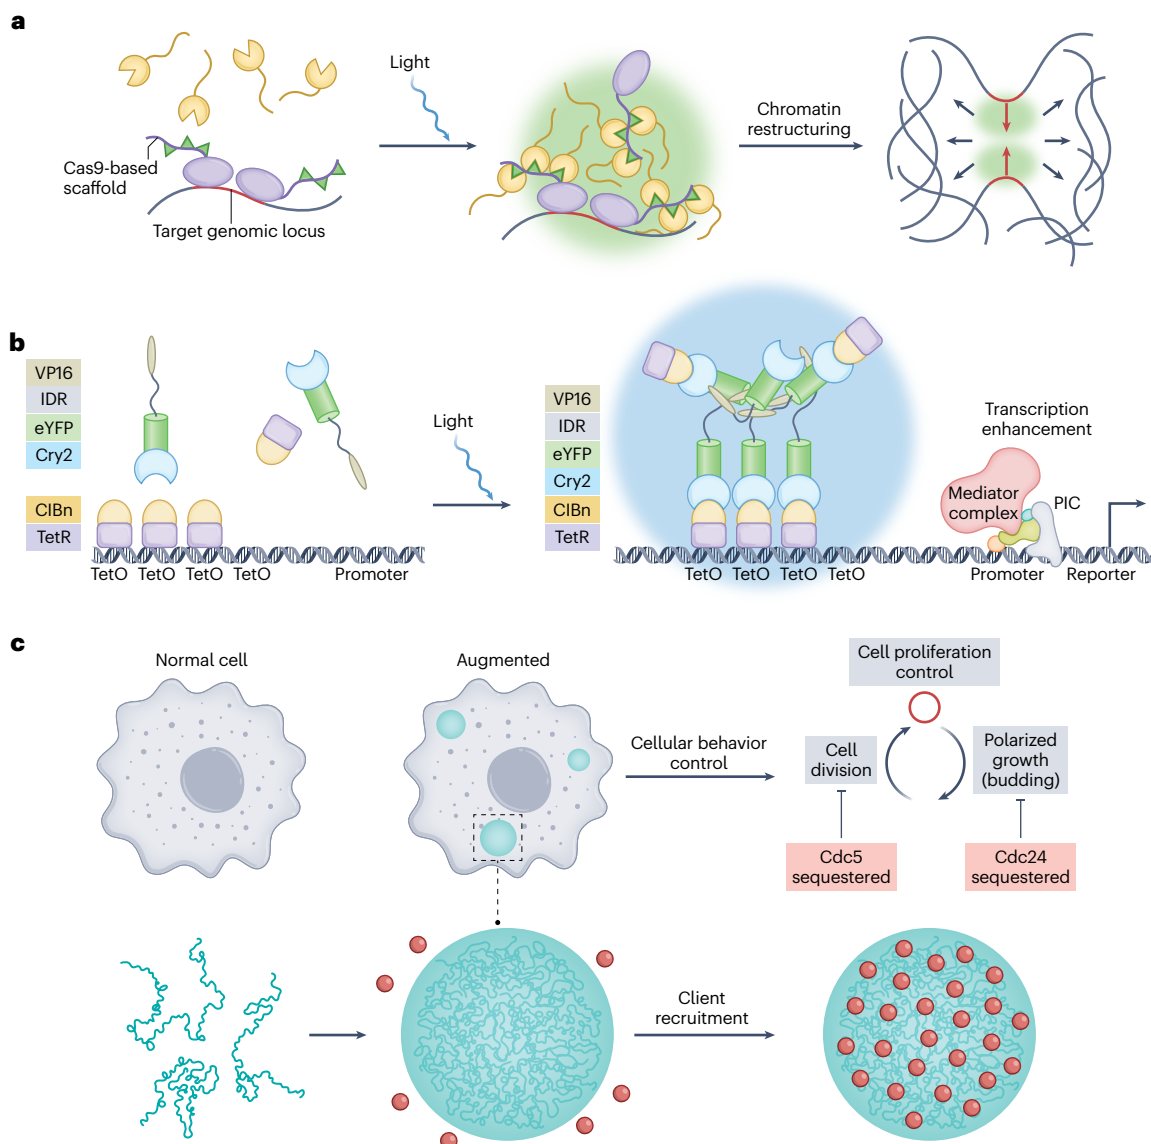 a
Light
Chromatin
restructuring
Cas9-based
scaffold
Target genomic locus
b
VP16
IDR
eYFP
Cry2
CIBn
TetR
TetO
TetO
TetO
TetO
Promoter
Light
VP16
IDR
eYFP
Cry2
CIBn
TetR
TetO
TetO
TetO
TetO
Transcription
enhancement
Mediator
complex
PIC
Promoter
Reporter
c
Normal cell
Augmented
Cellular behavior
control
Cell proliferation
control
Cell
division
Polarized
growth
(budding)
Cdc5
sequestered
Cdc24
sequestered
Client
recruitment